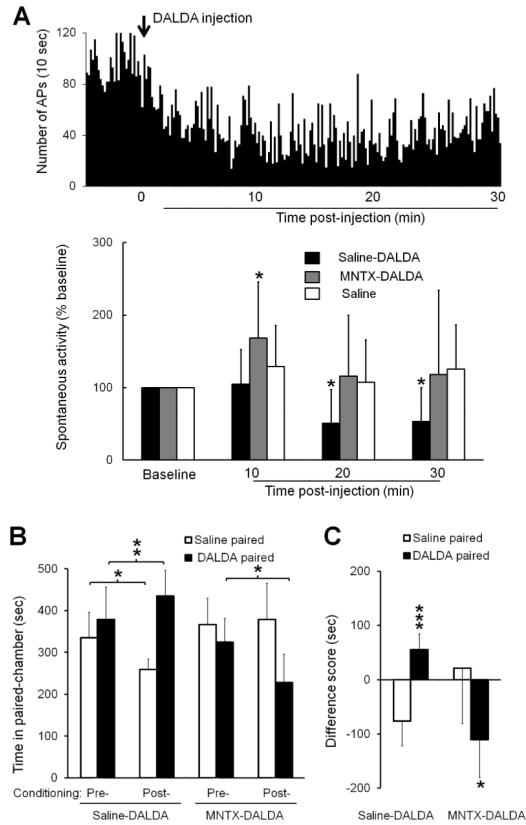 A
DALDA injection
Number of APs (10 sec)
120
80
40
0
0 10 20 30
Time post-injection (min)
Spontaneous activity (% baseline)
300
200
100
0
Saline-DALDA
MNTX-DALDA
Saline
*
*
*
Baseline 10 20 30
Time post-injection (min)
B
Saline paired
DALDA paired
Time in paired-chamber (sec)
500
400
300
200
100
0
*
**
*
Conditioning: Pre- Post- Pre- Post-
Saline-DALDA MNTX-DALDA
C
Saline paired
DALDA paired
Difference score (sec)
200
100
0
-100
-200
***
*
Saline-DALDA MNTX-DALDA